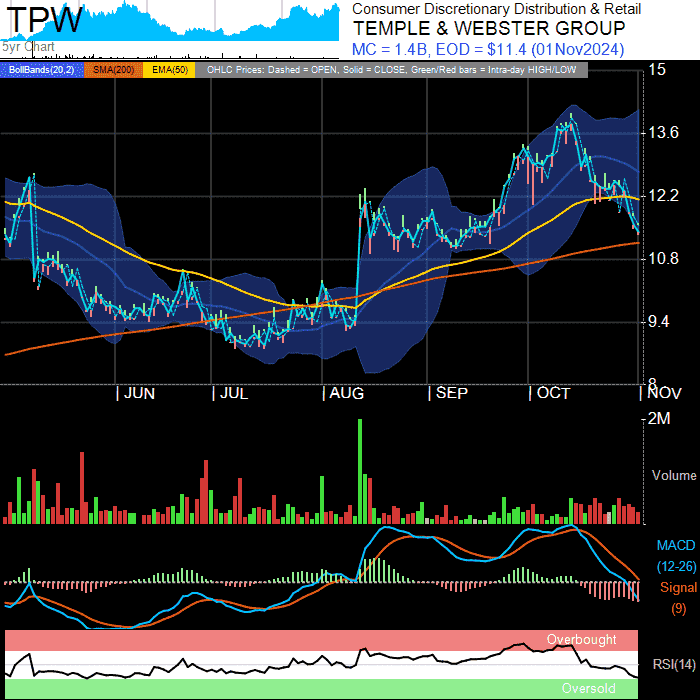 TPW
5yr Chart
Consumer Discretionary Distribution & Retail
TEMPLE & WEBSTER GROUP
MC = 1.4B, EOD = $11.4 (01Nov2024)
BollBands(20,2) SMA(200) EMA(50) OHLC Prices: Dashed = OPEN, Solid = CLOSE, Green/Red bars = Intra-day HIGH/LOW
15
13.6
12.2
10.8
9.4
8
| JUN | JUL | AUG | SEP | OCT | NOV
2M
Volume
MACD
(12-26)
Signal
(9)
Overbought
RSI(14)
Oversold